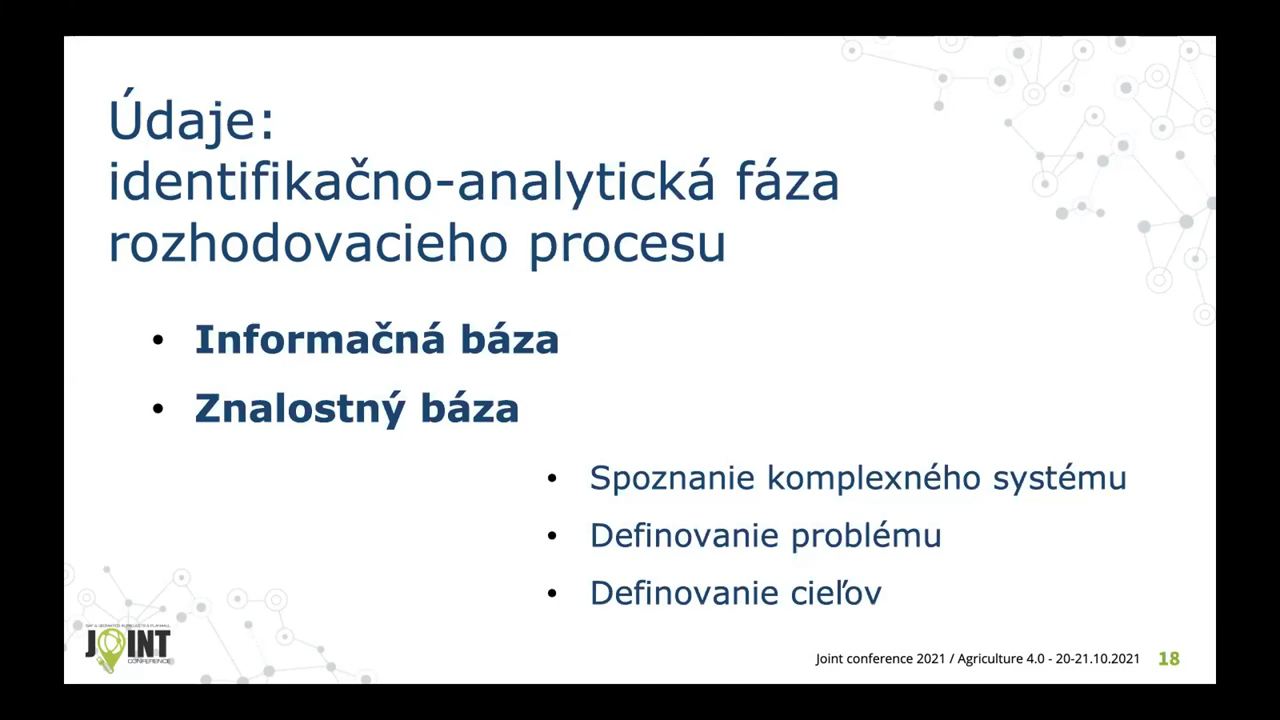 Údaje:
identifikačno-analytická fáza
rozhodovacieho procesu
• Informačná báza
• Znalostný báza
• Spoznanie komplexného systému
• Definovanie problému
• Definovanie cieľov
JOINT
CONFERENCE
Joint conference 2021 / Agriculture 4.0 - 20-21.10.2021 18